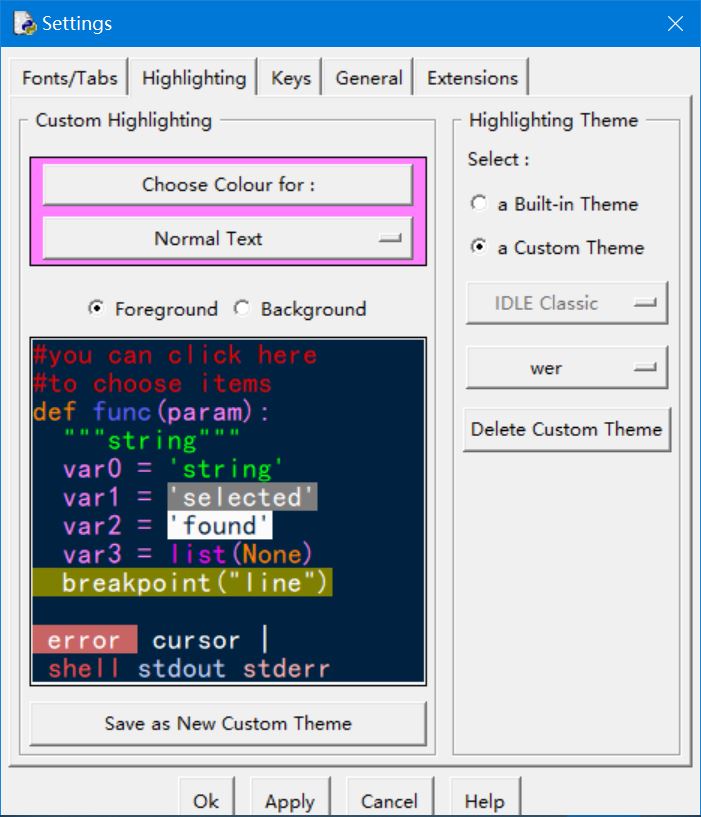 Settings
Fonts/Tabs Highlighting Keys General Extensions
Custom Highlighting
Choose Colour for :
Normal Text
Foreground Background
#you can click here
#to choose items
def func(param):
  """string"""
  var0 = 'string'
  var1 = 'selected'
  var2 = 'found'
  var3 = list(None)
  breakpoint("line")
 error  cursor |
 shell stdout stderr
Save as New Custom Theme
Highlighting Theme
Select :
a Built-in Theme
a Custom Theme
IDLE Classic
wer
Delete Custom Theme
Ok Apply Cancel Help